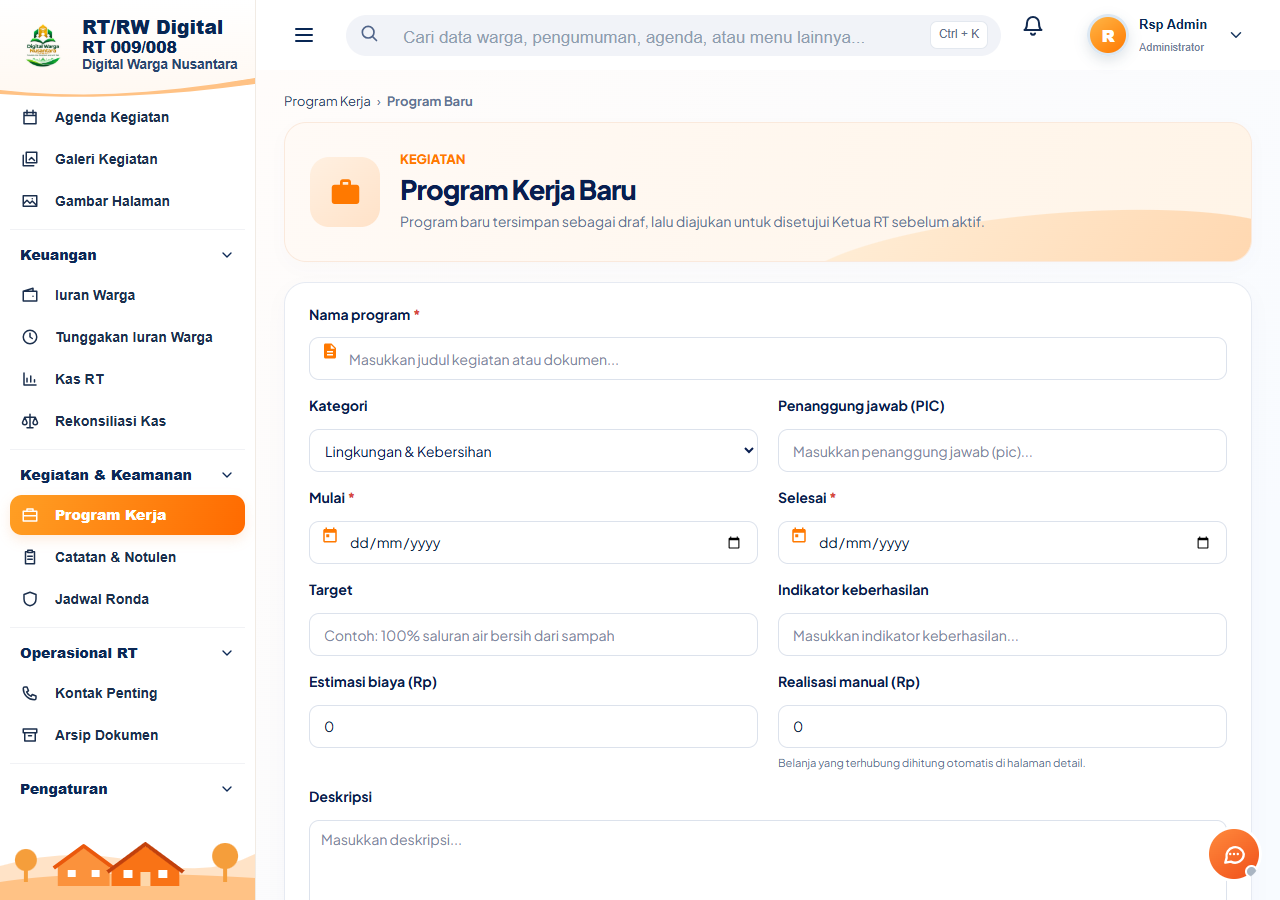 RT/RW Digital
RT 009/008
Digital Warga Nusantara
Digital Warga
Nusantara
Agenda Kegiatan
Galeri Kegiatan
Gambar Halaman
Keuangan
Iuran Warga
Tunggakan Iuran Warga
Kas RT
Rekonsiliasi Kas
Kegiatan & Keamanan
Program Kerja
Catatan & Notulen
Jadwal Ronda
Operasional RT
Kontak Penting
Arsip Dokumen
Pengaturan
Cari data warga, pengumuman, agenda, atau menu lainnya...
Ctrl + K
R
Rsp Admin
Administrator
Program Kerja › Program Baru
KEGIATAN
Program Kerja Baru
Program baru tersimpan sebagai draf, lalu diajukan untuk disetujui Ketua RT sebelum aktif.
Nama program *
Masukkan judul kegiatan atau dokumen...
Kategori
Penanggung jawab (PIC)
Lingkungan & Kebersihan
Masukkan penanggung jawab (pic)...
Mulai *
Selesai *
dd/mm/yyyy
dd/mm/yyyy
Target
Indikator keberhasilan
Contoh: 100% saluran air bersih dari sampah
Masukkan indikator keberhasilan...
Estimasi biaya (Rp)
Realisasi manual (Rp)
0
0
Belanja yang terhubung dihitung otomatis di halaman detail.
Deskripsi
Masukkan deskripsi...